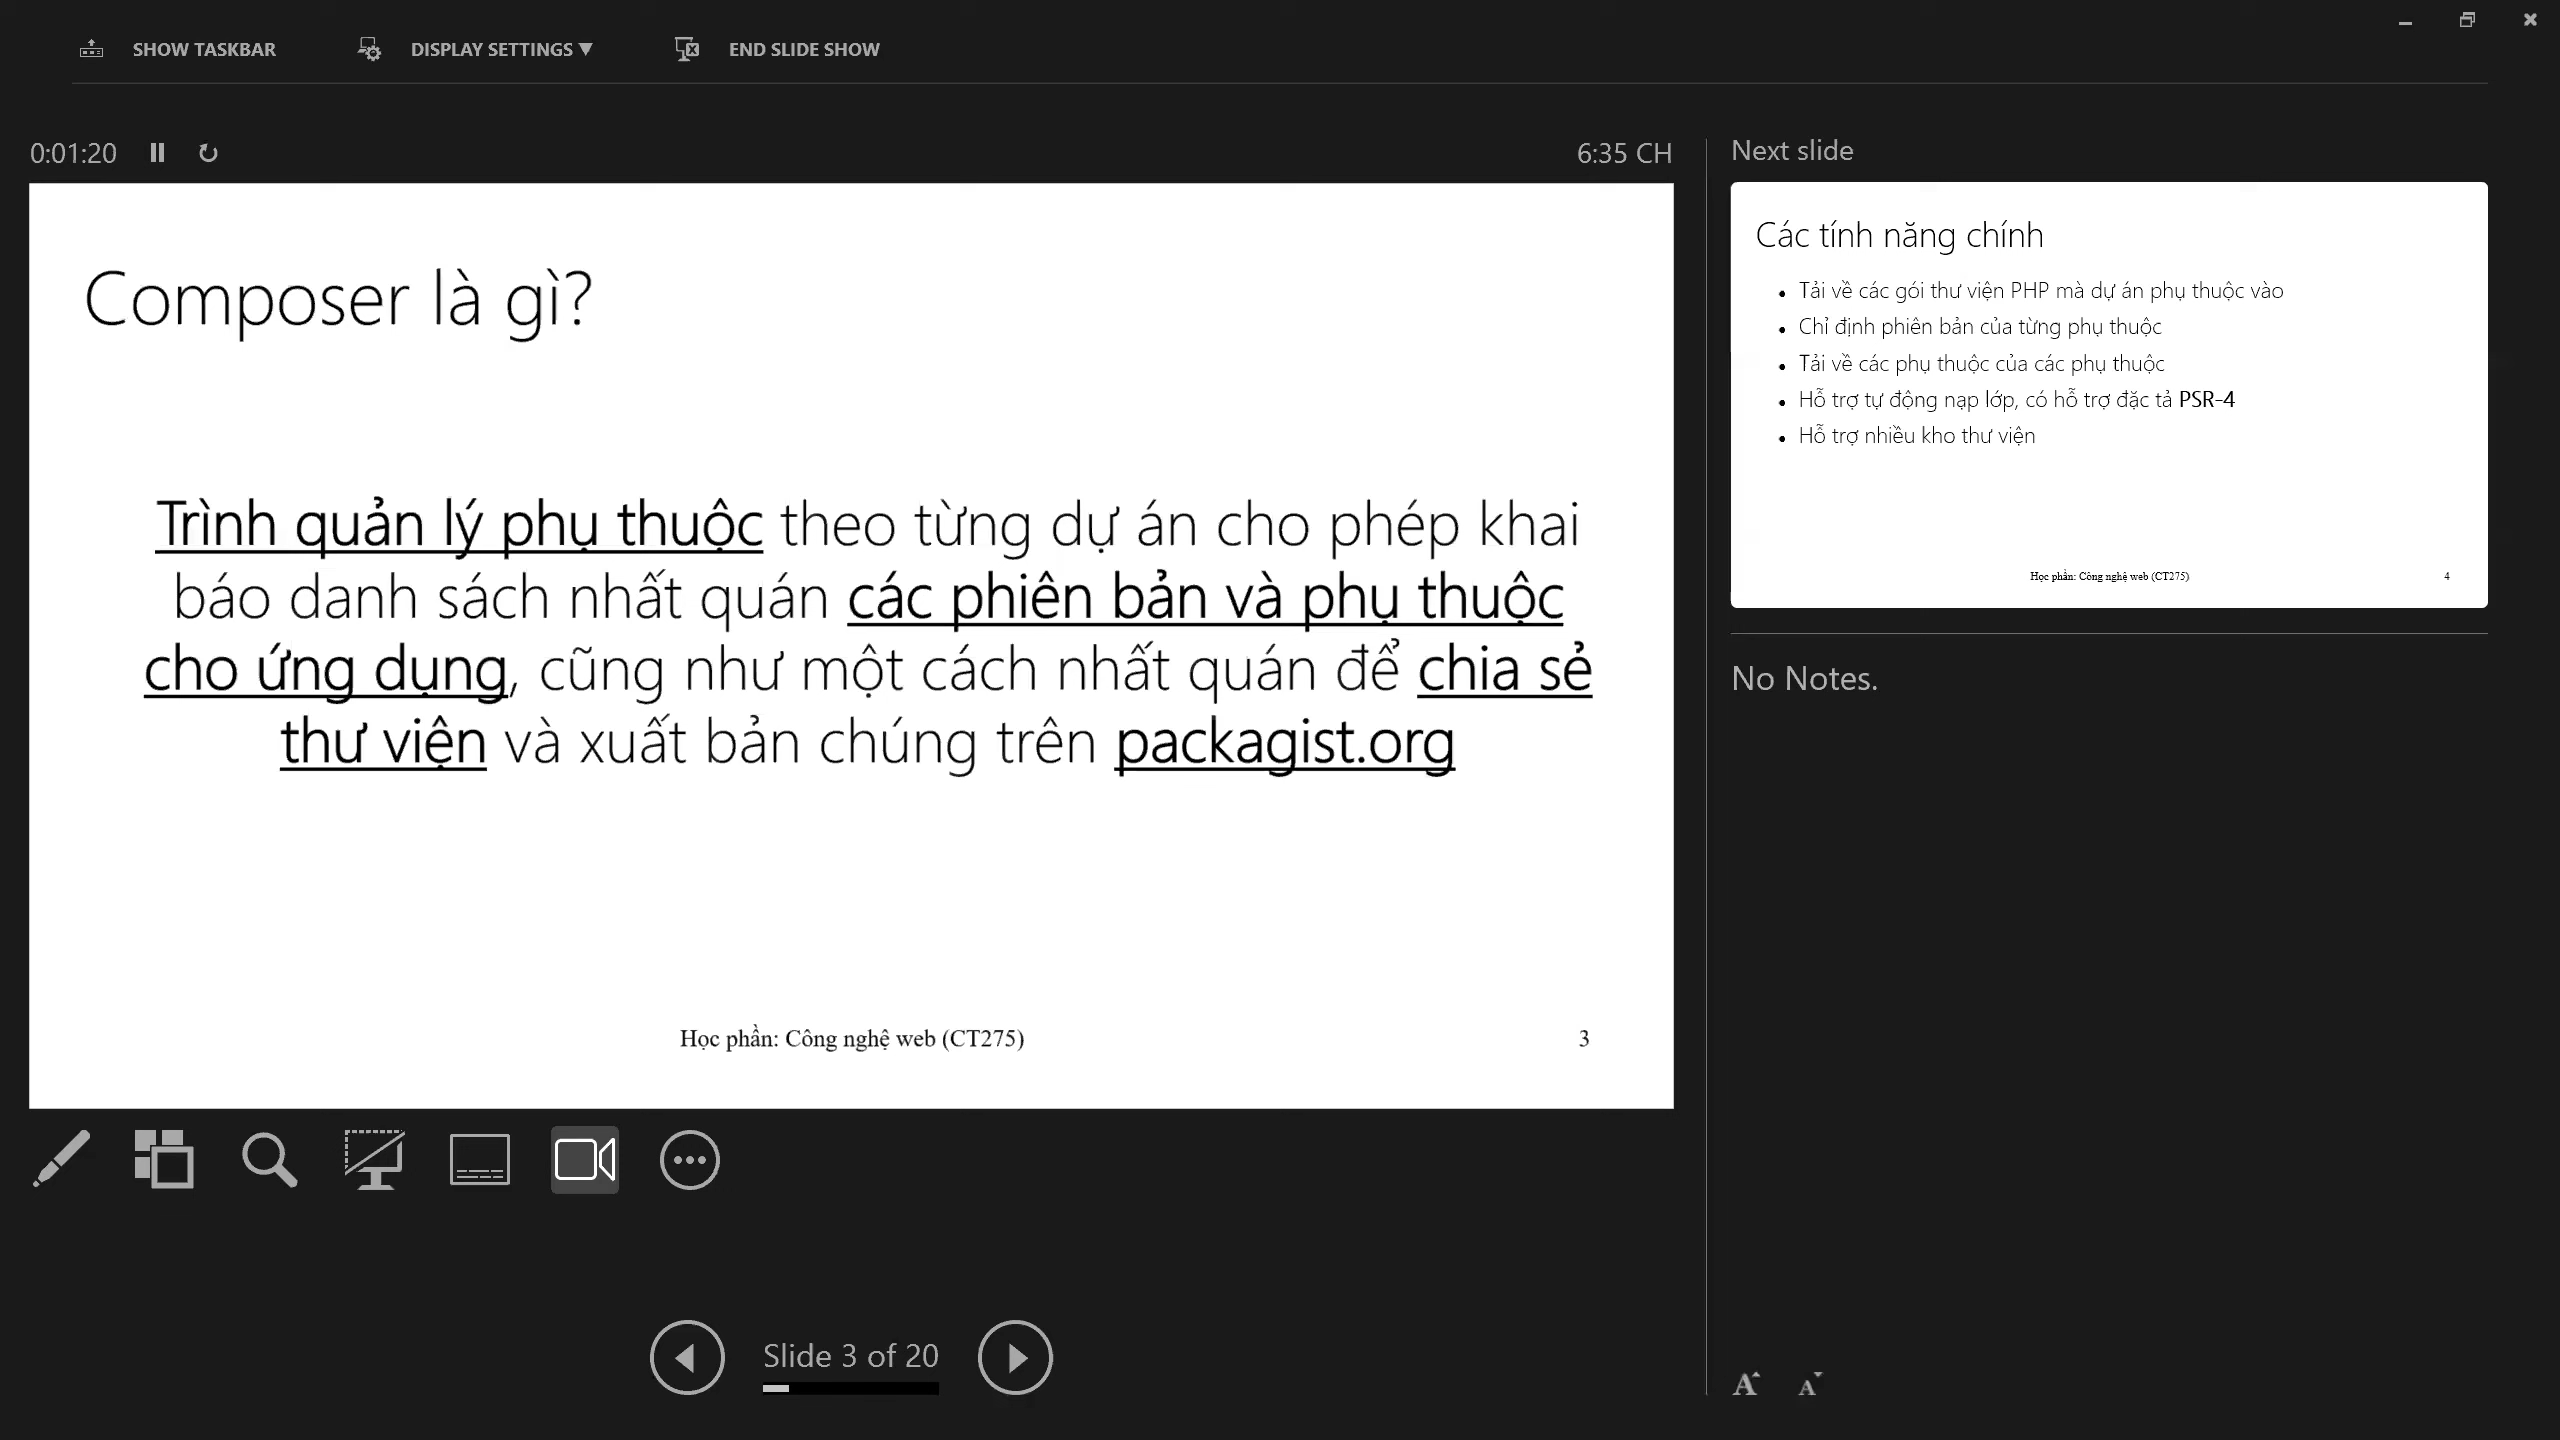 SHOW TASKBAR
DISPLAY SETTINGS ▼
END SLIDE SHOW
0:01:20
6:35 CH
Composer là gì?
Trình quản lý phụ thuộc theo từng dự án cho phép khai
báo danh sách nhất quán các phiên bản và phụ thuộc
cho ứng dụng, cũng như một cách nhất quán để chia sẻ
thư viện và xuất bản chúng trên packagist.org
Học phần: Công nghệ web (CT275)
3
Slide 3 of 20
Next slide
Các tính năng chính
• Tải về các gói thư viện PHP mà dự án phụ thuộc vào
• Chỉ định phiên bản của từng phụ thuộc
• Tải về các phụ thuộc của các phụ thuộc
• Hỗ trợ tự động nạp lớp, có hỗ trợ đặc tả PSR-4
• Hỗ trợ nhiều kho thư viện
Học phần: Công nghệ web (CT275)
4
No Notes.
A A